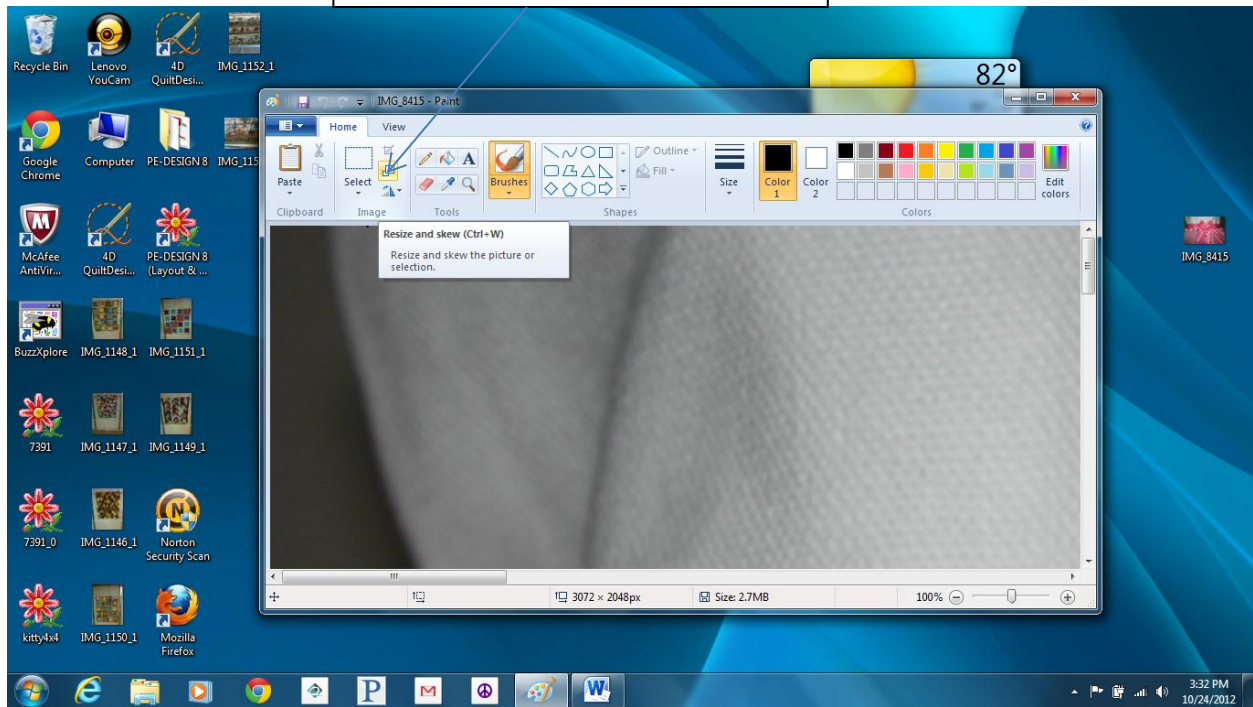 Recycle Bin
Lenovo
YouCam
4D
QuiltDesi...
IMG_1152_1
82°
IMG_8415 - Paint
Google
Chrome
Computer
PE-DESIGN 8
IMG_115
Home
View
Paste
Select
A
Brushes
Outline
Fill
Size
Color
1
Color
2
Edit
colors
Clipboard
Image
Tools
Shapes
Colors
McAfee
AntiVir...
4D
QuiltDesi...
PE-DESIGN 8
(Layout & ...
Resize and skew (Ctrl+W)
Resize and skew the picture or
selection.
IMG_8415
BuzzXplore
IMG_1148_1
IMG_1151_1
7391
IMG_1147_1
IMG_1149_1
7391_0
IMG_1146_1
Norton
Security Scan
3072 × 2048px
Size: 2.7MB
100%
kitty4x4
IMG_1150_1
Mozilla
Firefox
P
W
3:32 PM
10/24/2012